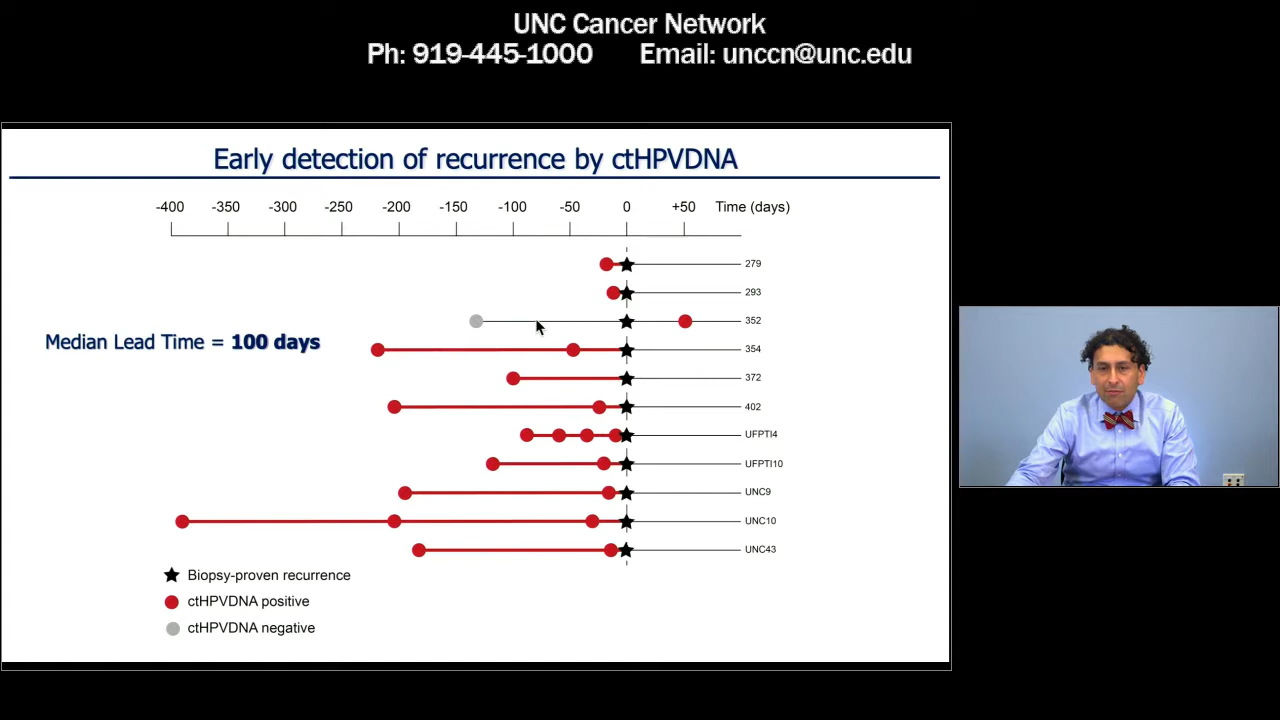 UNC Cancer Network
Ph: 919-445-1000 Email: unccn@unc.edu
Early detection of recurrence by ctHPVDNA
-400 -350 -300 -250 -200 -150 -100 -50 0 +50 Time (days)
279
293
352
Median Lead Time = 100 days
354
372
402
UFPTI4
UFPTI10
UNC9
UNC10
UNC43
Biopsy-proven recurrence
ctHPVDNA positive
ctHPVDNA negative